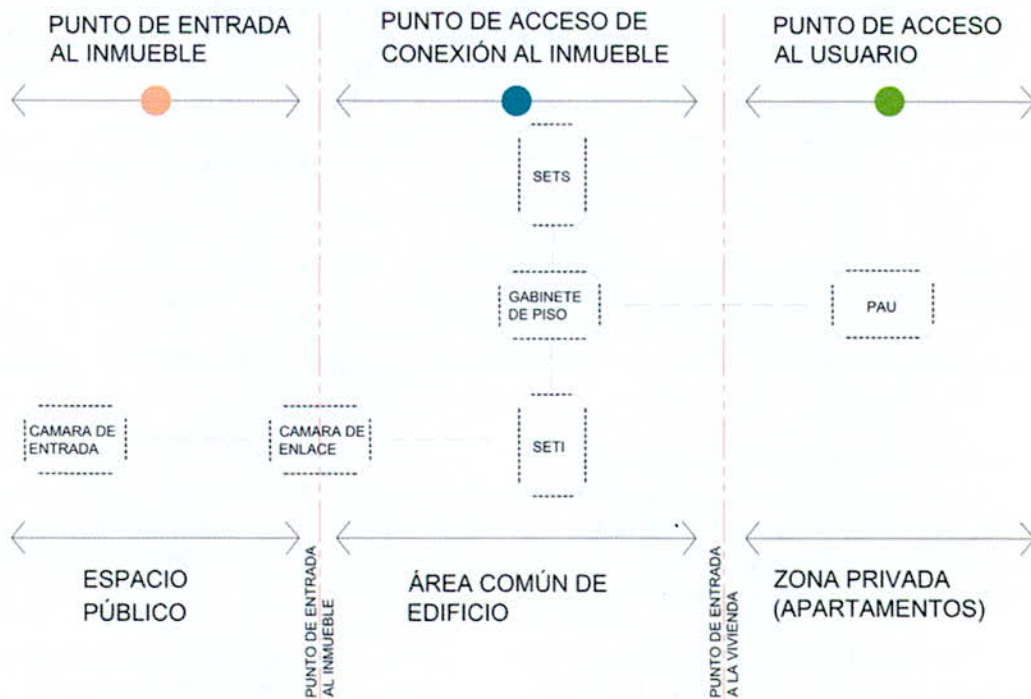 PUNTO DE ENTRADA
AL INMUEBLE
PUNTO DE ACCESO DE
CONEXIÓN AL INMUEBLE
PUNTO DE ACCESO
AL USUARIO
SETS
GABINETE
DE PISO
PAU
CAMARA DE
ENTRADA
CAMARA DE
ENLACE
SETI
ESPACIO
PÚBLICO
PUNTO DE ENTRADA
AL INMUEBLE
ÁREA COMÚN DE
EDIFICIO
PUNTO DE ENTRADA
A LA VIVIENDA
ZONA PRIVADA
(APARTAMENTOS)